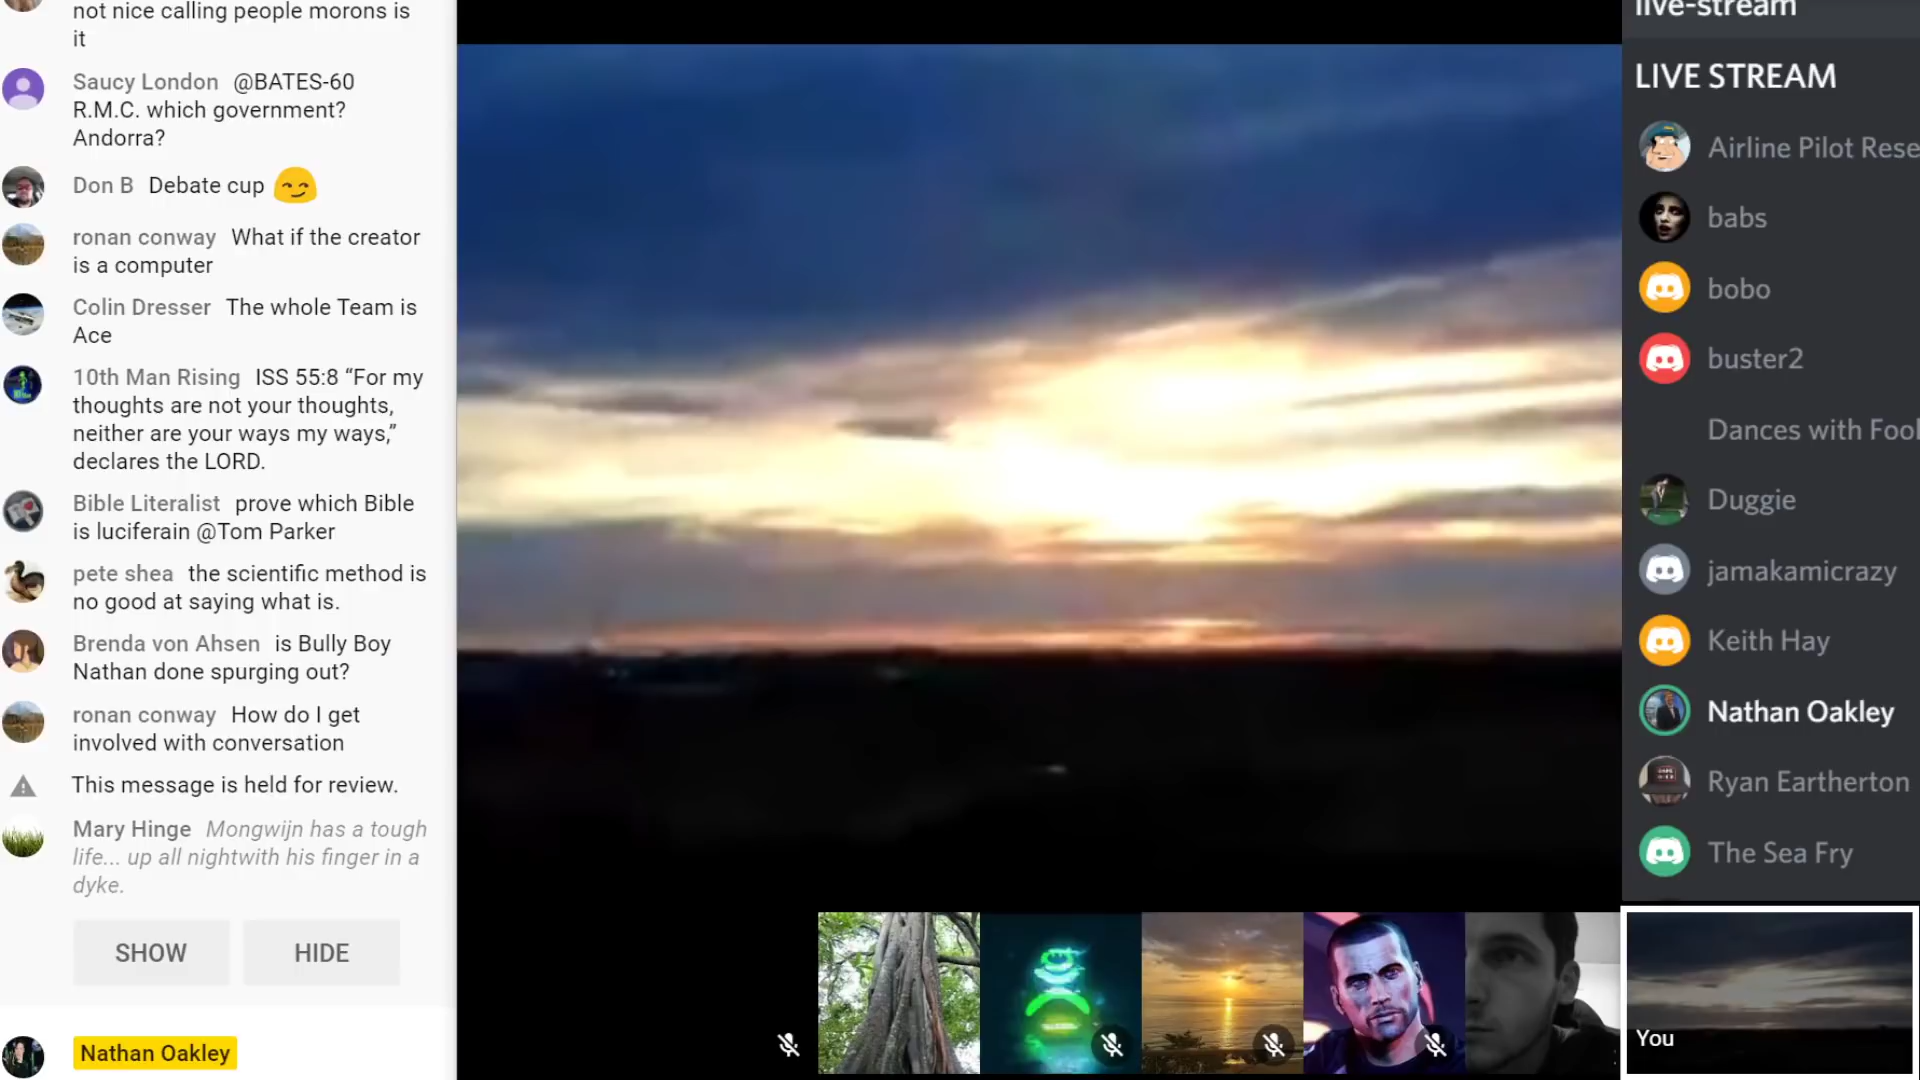 not nice calling people morons is
it
Saucy London @BATES-60
R.M.C. which government?
Andorra?
Don B Debate cup
ronan conway What if the creator
is a computer
Colin Dresser The whole Team is
Ace
10th Man Rising ISS 55:8 “For my
thoughts are not your thoughts,
neither are your ways my ways,”
declares the LORD.
Bible Literalist prove which Bible
is luciferain @Tom Parker
pete shea the scientific method is
no good at saying what is.
Brenda von Ahsen is Bully Boy
Nathan done spurging out?
ronan conway How do I get
involved with conversation
This message is held for review.
Mary Hinge Mongwijn has a tough
life... up all nightwith his finger in a
dyke.
SHOW HIDE
Nathan Oakley
live-stream
LIVE STREAM
Airline Pilot Rese
babs
bobo
buster2
Dances with Fool
Duggie
jamakamicrazy
Keith Hay
Nathan Oakley
Ryan Eartherton
The Sea Fry
You